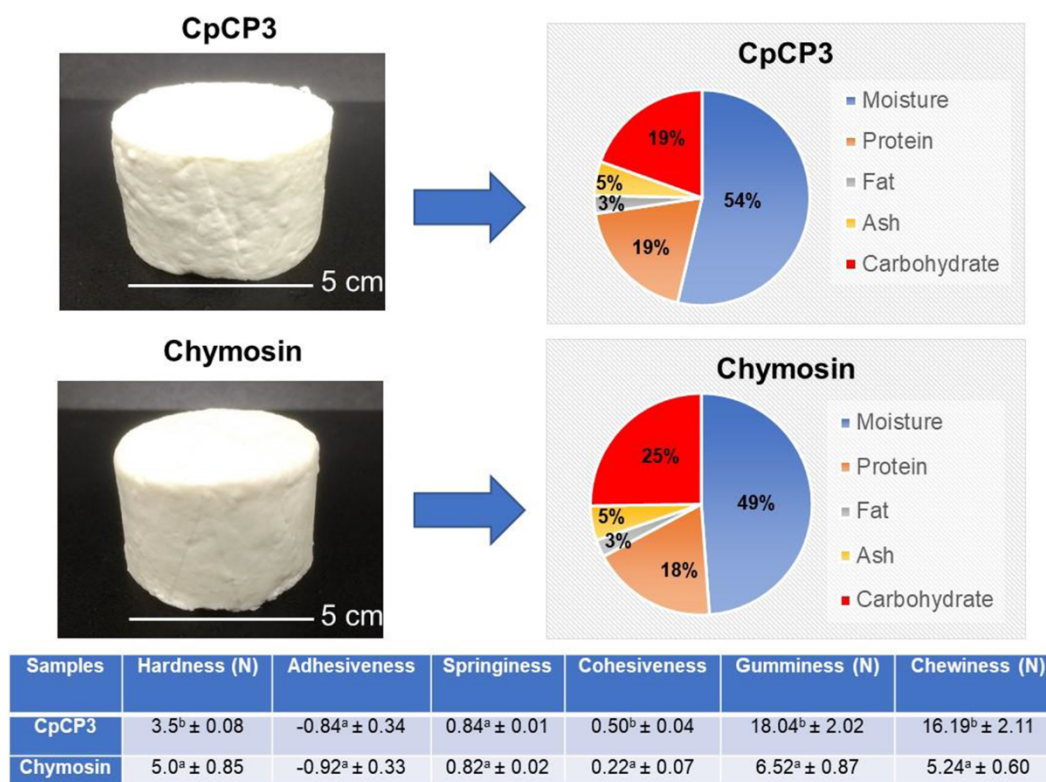 CpCP3
5 cm
CpCP3
19%
5%
3%
19%
54%
Moisture
Protein
Fat
Ash
Carbohydrate
Chymosin
5 cm
Chymosin
25%
5%
3%
18%
49%
Moisture
Protein
Fat
Ash
Carbohydrate
Samples Hardness (N) Adhesiveness Springiness Cohesiveness Gumminess (N) Chewiness (N)
CpCP3 3.5ᵇ ± 0.08 -0.84ᵃ ± 0.34 0.84ᵃ ± 0.01 0.50ᵇ ± 0.04 18.04ᵇ ± 2.02 16.19ᵇ ± 2.11
Chymosin 5.0ᵃ ± 0.85 -0.92ᵃ ± 0.33 0.82ᵃ ± 0.02 0.22ᵃ ± 0.07 6.52ᵃ ± 0.87 5.24ᵃ ± 0.60